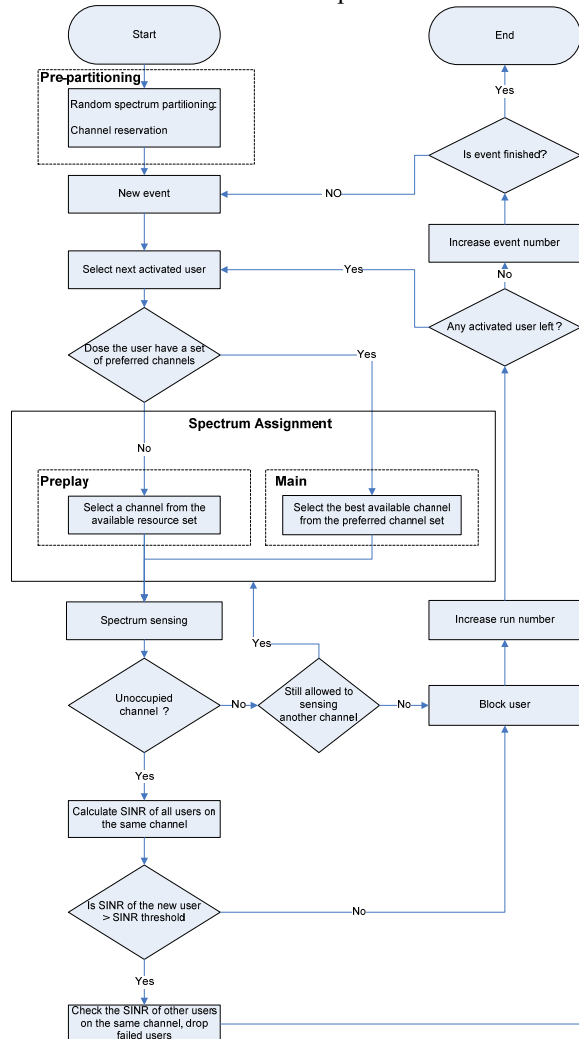 Start
End
Pre-partitioning
Random spectrum partitioning:
Channel reservation
Yes
Is event finished?
New event
NO
Increase event number
Select next activated user
Yes
No
Any activated user left ?
Dose the user have a set
of preferred channels
Yes
Spectrum Assignment
No
Preplay
Main
Select a channel from the
available resource set
Select the best available channel
from the preferred channel set
Spectrum sensing
Increase run number
Yes
Unoccupied
channel ?
No
Still allowed to
sensing
another channel
No
Block user
Yes
Calculate SINR of all users on
the same channel
Is SINR of the new user
> SINR threshold
No
Yes
Check the SINR of other users
on the same channel, drop
failed users